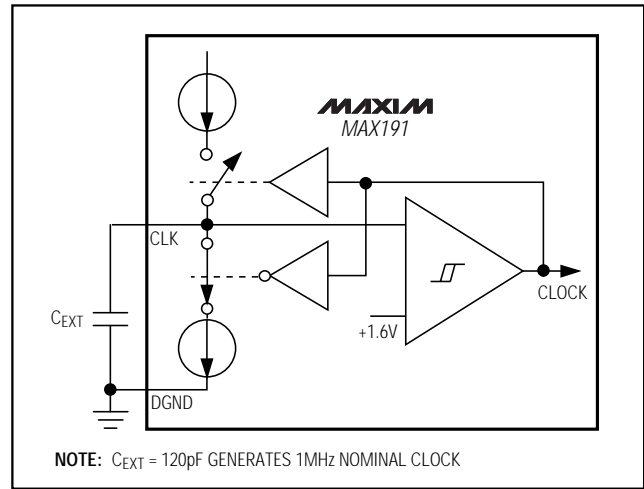 MAXIM
MAX191
CLK
CEXT
+1.6V
CLOCK
DGND
NOTE: CEXT = 120pF GENERATES 1MHz NOMINAL CLOCK